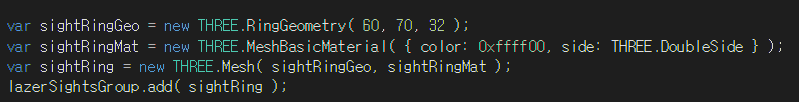 var sightRingGeo = new THREE.RingGeometry( 60, 70, 32 );
var sightRingMat = new THREE.MeshBasicMaterial( { color: 0xffff00, side: THREE.DoubleSide } );
var sightRing = new THREE.Mesh( sightRingGeo, sightRingMat );
lazerSightsGroup.add( sightRing );